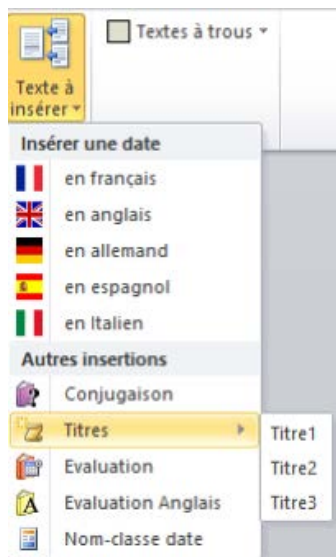 Textes à trous
Texte à
insérer
Insérer une date
en français
en anglais
en allemand
en espagnol
en Italien
Autres insertions
Conjugaison
Titres
Titre1
Evaluation
Titre2
Evaluation Anglais
Titre3
Nom-classe date